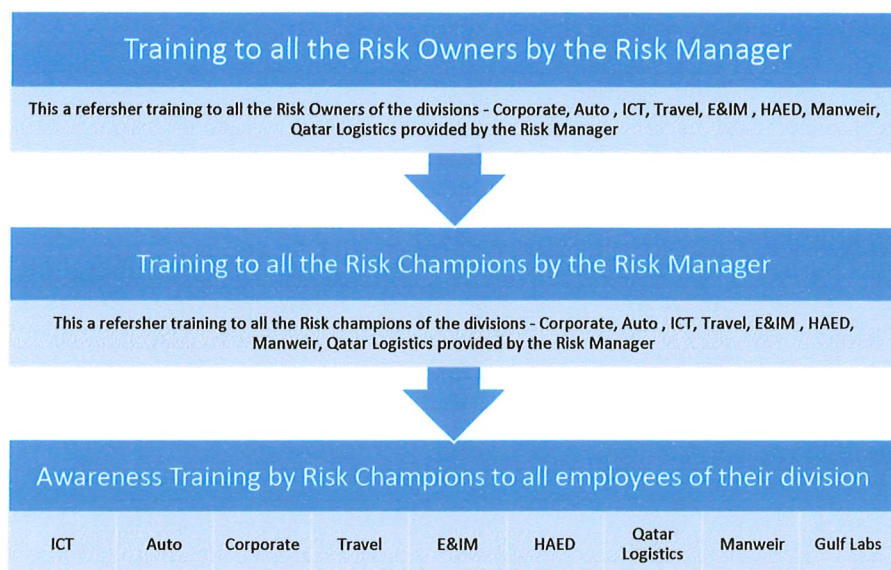 Training to all the Risk Owners by the Risk Manager
This a refersher training to all the Risk Owners of the divisions - Corporate, Auto , ICT, Travel, E&IM , HAED, Manweir,
Qatar Logistics provided by the Risk Manager
Training to all the Risk Champions by the Risk Manager
This a refersher training to all the Risk champions of the divisions - Corporate, Auto , ICT, Travel, E&IM , HAED,
Manweir, Qatar Logistics provided by the Risk Manager
Awareness Training by Risk Champions to all employees of their division
ICT Auto Corporate Travel E&IM HAED Qatar Logistics Manweir Gulf Labs